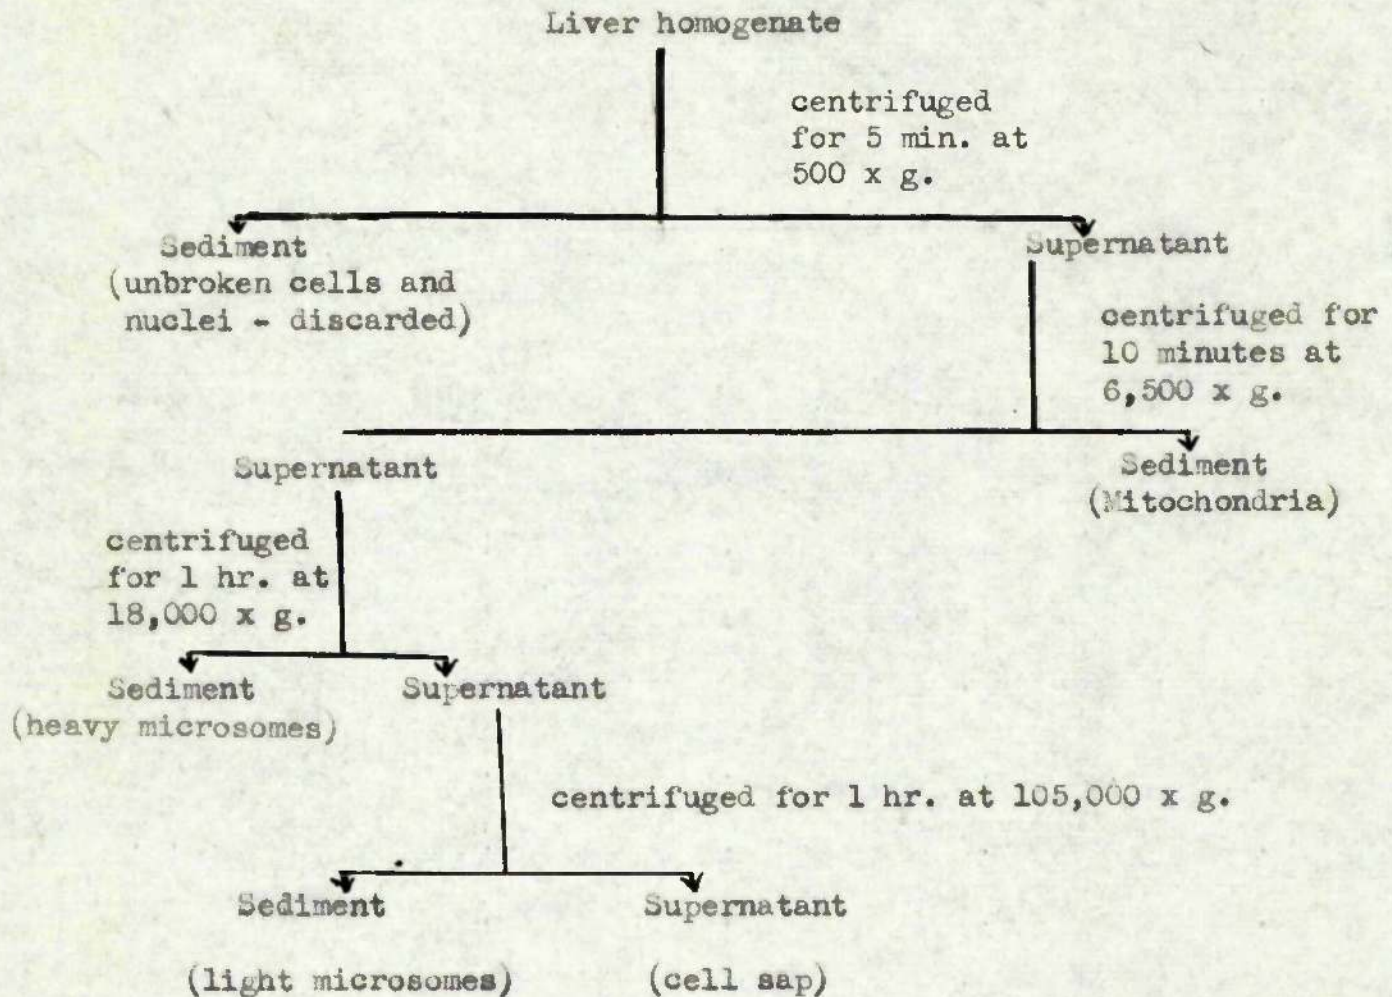 Liver homogenate
centrifuged
for 5 min. at
500 x g.
Sediment
(unbroken cells and
nuclei - discarded)
Supernatant
centrifuged for
10 minutes at
6,500 x g.
Supernatant
Sediment
(Mitochondria)
centrifuged
for 1 hr. at
18,000 x g.
Sediment
(heavy microsomes)
Supernatant
centrifuged for 1 hr. at 105,000 x g.
Sediment
(light microsomes)
Supernatant
(cell sap)